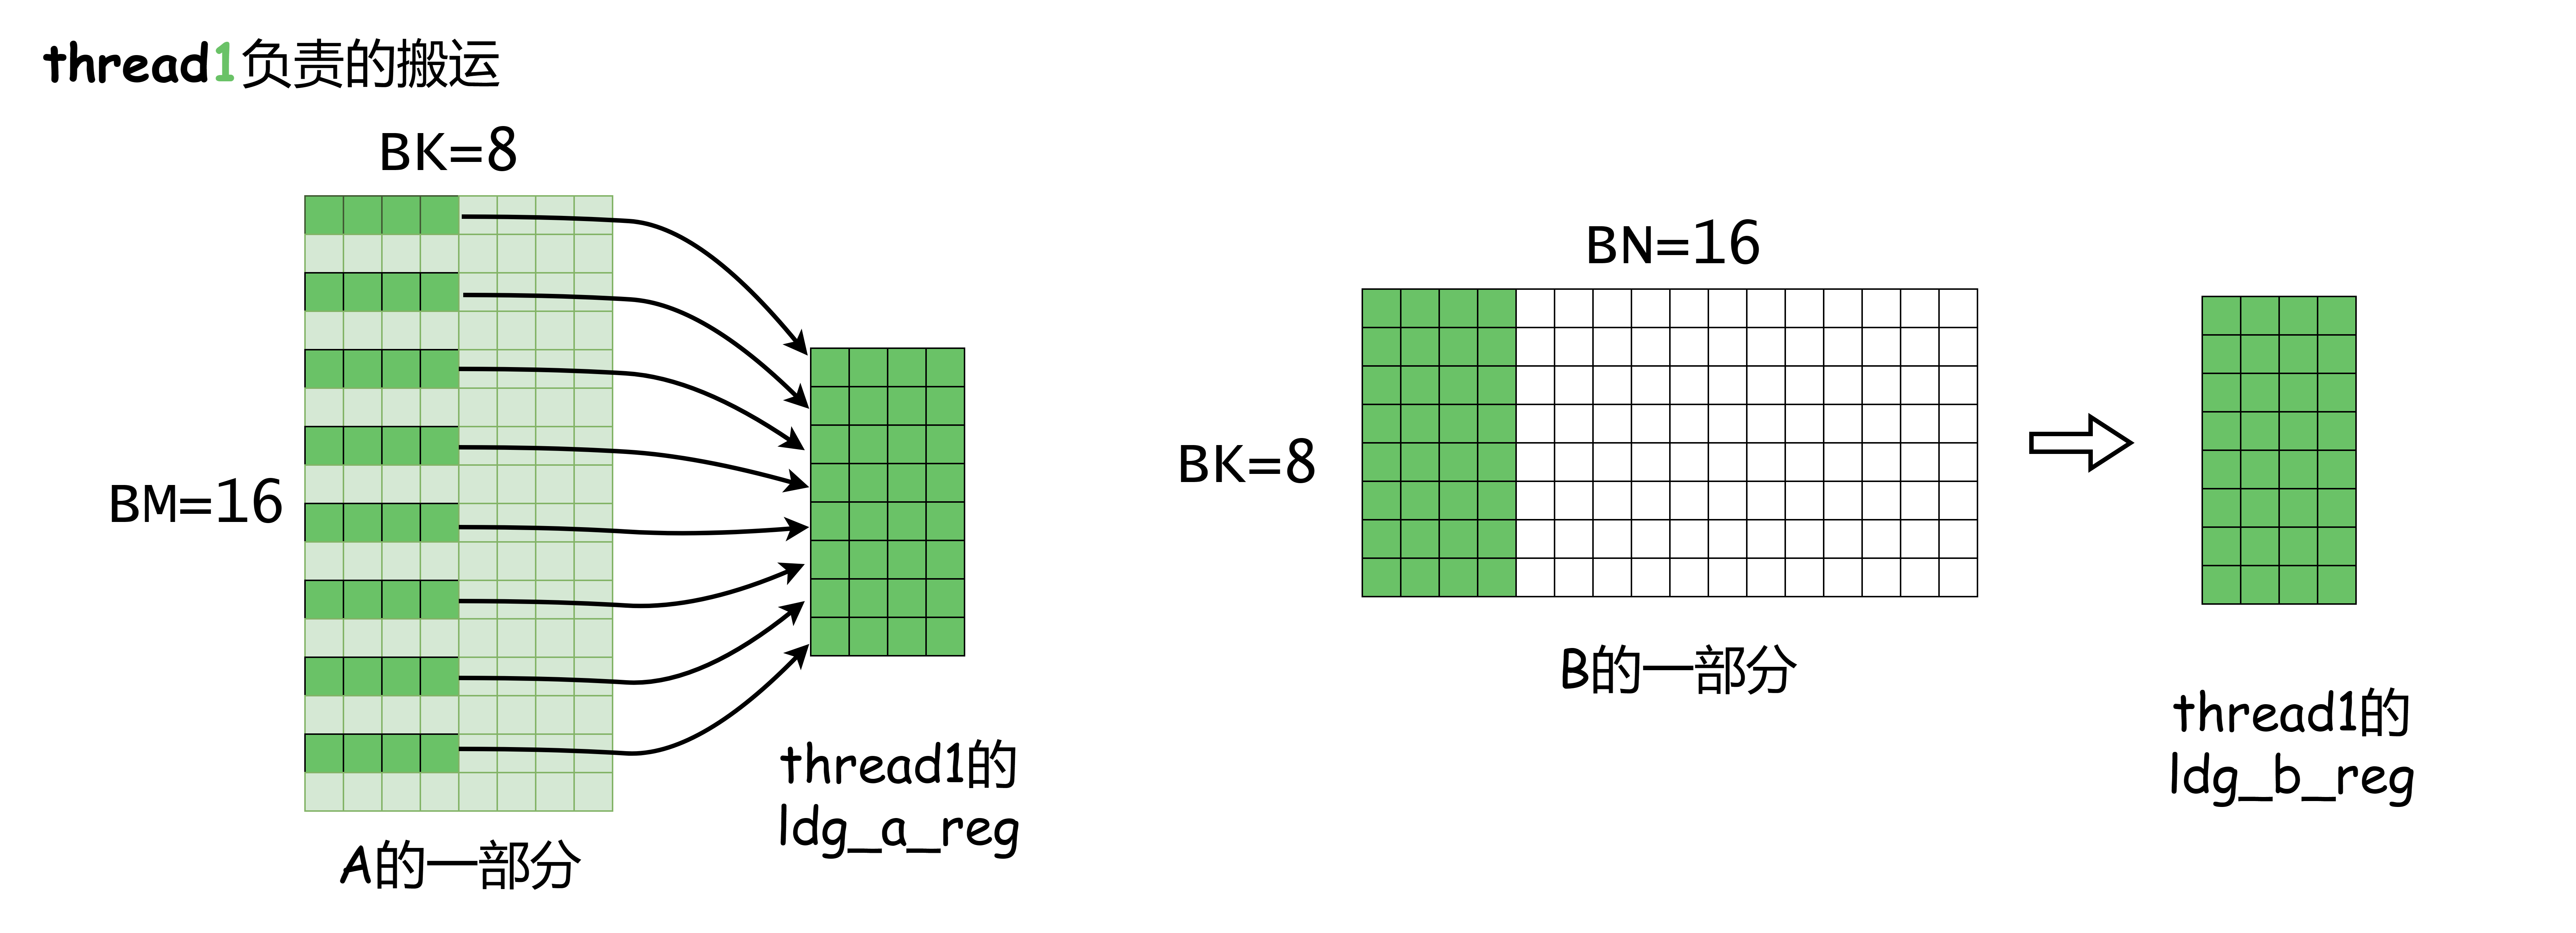 thread1负责的搬运
BK=8
BM=16
A的一部分
thread1的
ldg_a_reg
BN=16
BK=8
B的一部分
thread1的
ldg_b_reg